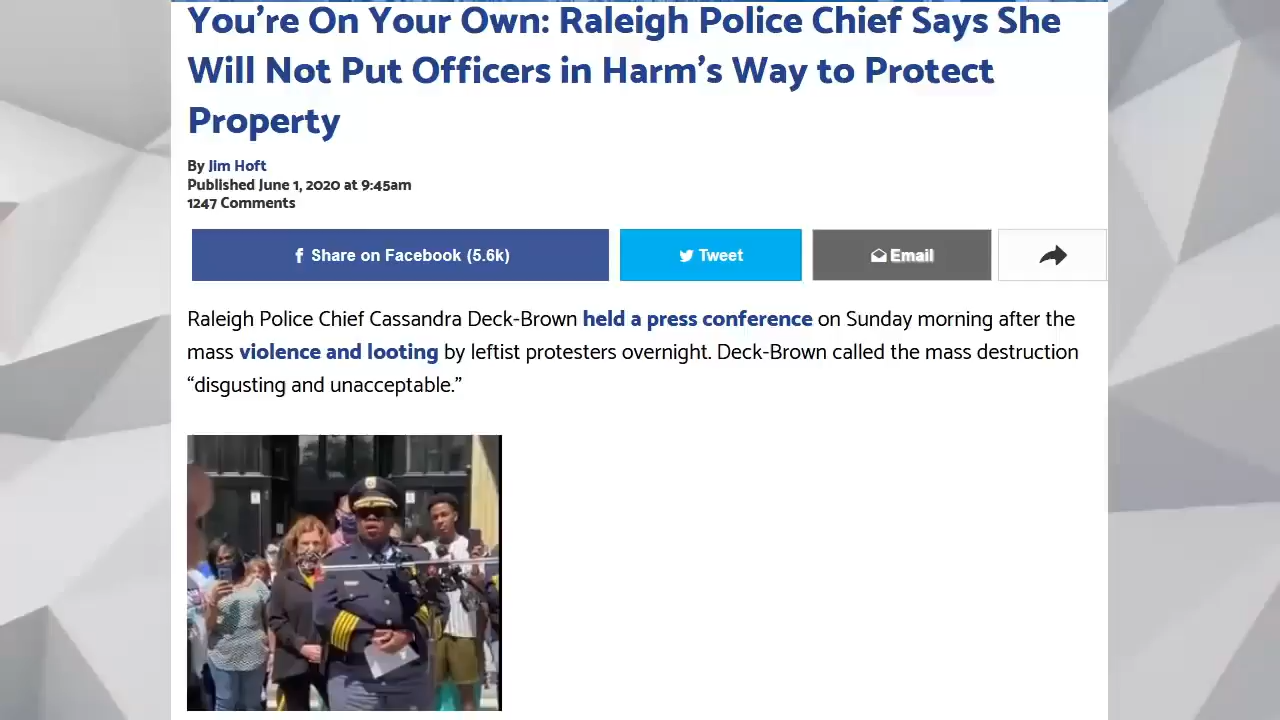 You’re On Your Own: Raleigh Police Chief Says She
Will Not Put Officers in Harm’s Way to Protect
Property
By Jim Hoft
Published June 1, 2020 at 9:45am
1247 Comments
Share on Facebook (5.6k)
Tweet
Email
Raleigh Police Chief Cassandra Deck-Brown held a press conference on Sunday morning after the
mass violence and looting by leftist protesters overnight. Deck-Brown called the mass destruction
“disgusting and unacceptable.”